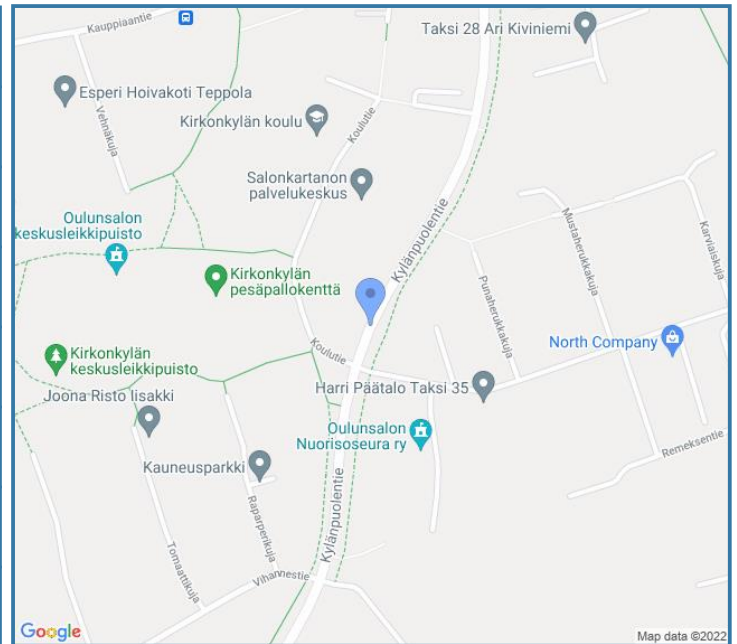 Kauppiaantie
Taksi 28 Ari Kiviniemi
Esperi Hoivakoti Teppola
Vehnäkuja
Kirkonkylän koulu
Koulutie
Salonkartanon
palvelukeskus
Oulunsalon
keskusleikkipuisto
Kirkonkylän
pesäpallokenttä
Kylänpuolentie
Mustaherukkakuja
Karviaiskuja
Punaherukkakuja
North Company
Koulutie
Kirkonkylän
keskusleikkipuisto
Harri Päätalo Taksi 35
Joona Risto Iisakki
Oulunsalon
Nuorisoseura ry
Kauneusparkki
Remeksentie
Raparperikuja
Kylänpuolentie
Tomaattikuja
Vihannestie
Google
Map data ©2022